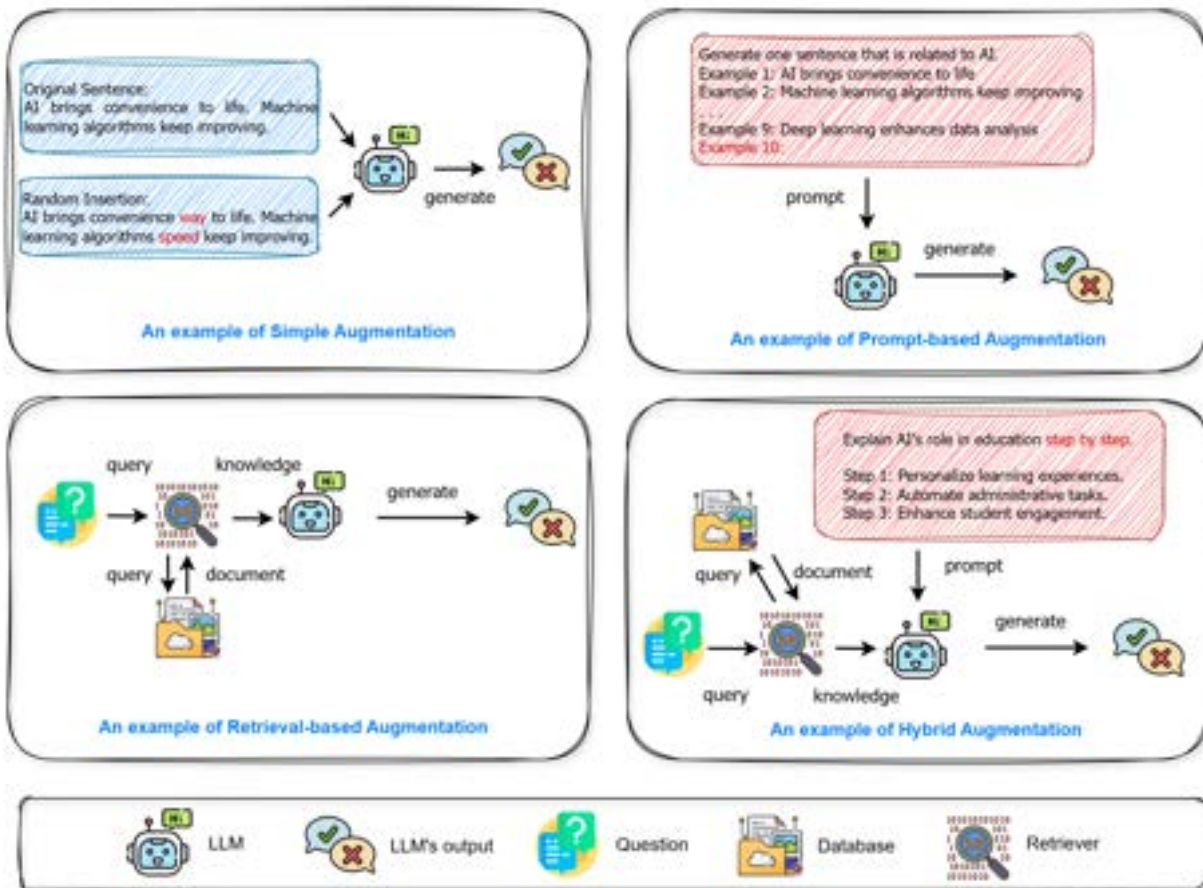 Original Sentence:
AI brings convenience to life. Machine
learning algorithms keep improving.
Random Insertion:
AI brings convenience way to life. Machine
learning algorithms speed keep improving.
Hi
generate
An example of Simple Augmentation
Generate one sentence that is related to AI.
Example 1: AI brings convenience to life
Example 2: Machine learning algorithms keep improving
. . .
Example 9: Deep learning enhances data analysis
Example 10:
prompt
Hi
generate
An example of Prompt-based Augmentation
query
knowledge
Hi
generate
query
document
An example of Retrieval-based Augmentation
Explain AI's role in education step by step.
Step 1: Personalize learning experiences.
Step 2: Automate administrative tasks.
Step 3: Enhance student engagement.
query
document
prompt
Hi
generate
query
knowledge
An example of Hybrid Augmentation
Hi
LLM
LLM's output
Question
Database
Retriever